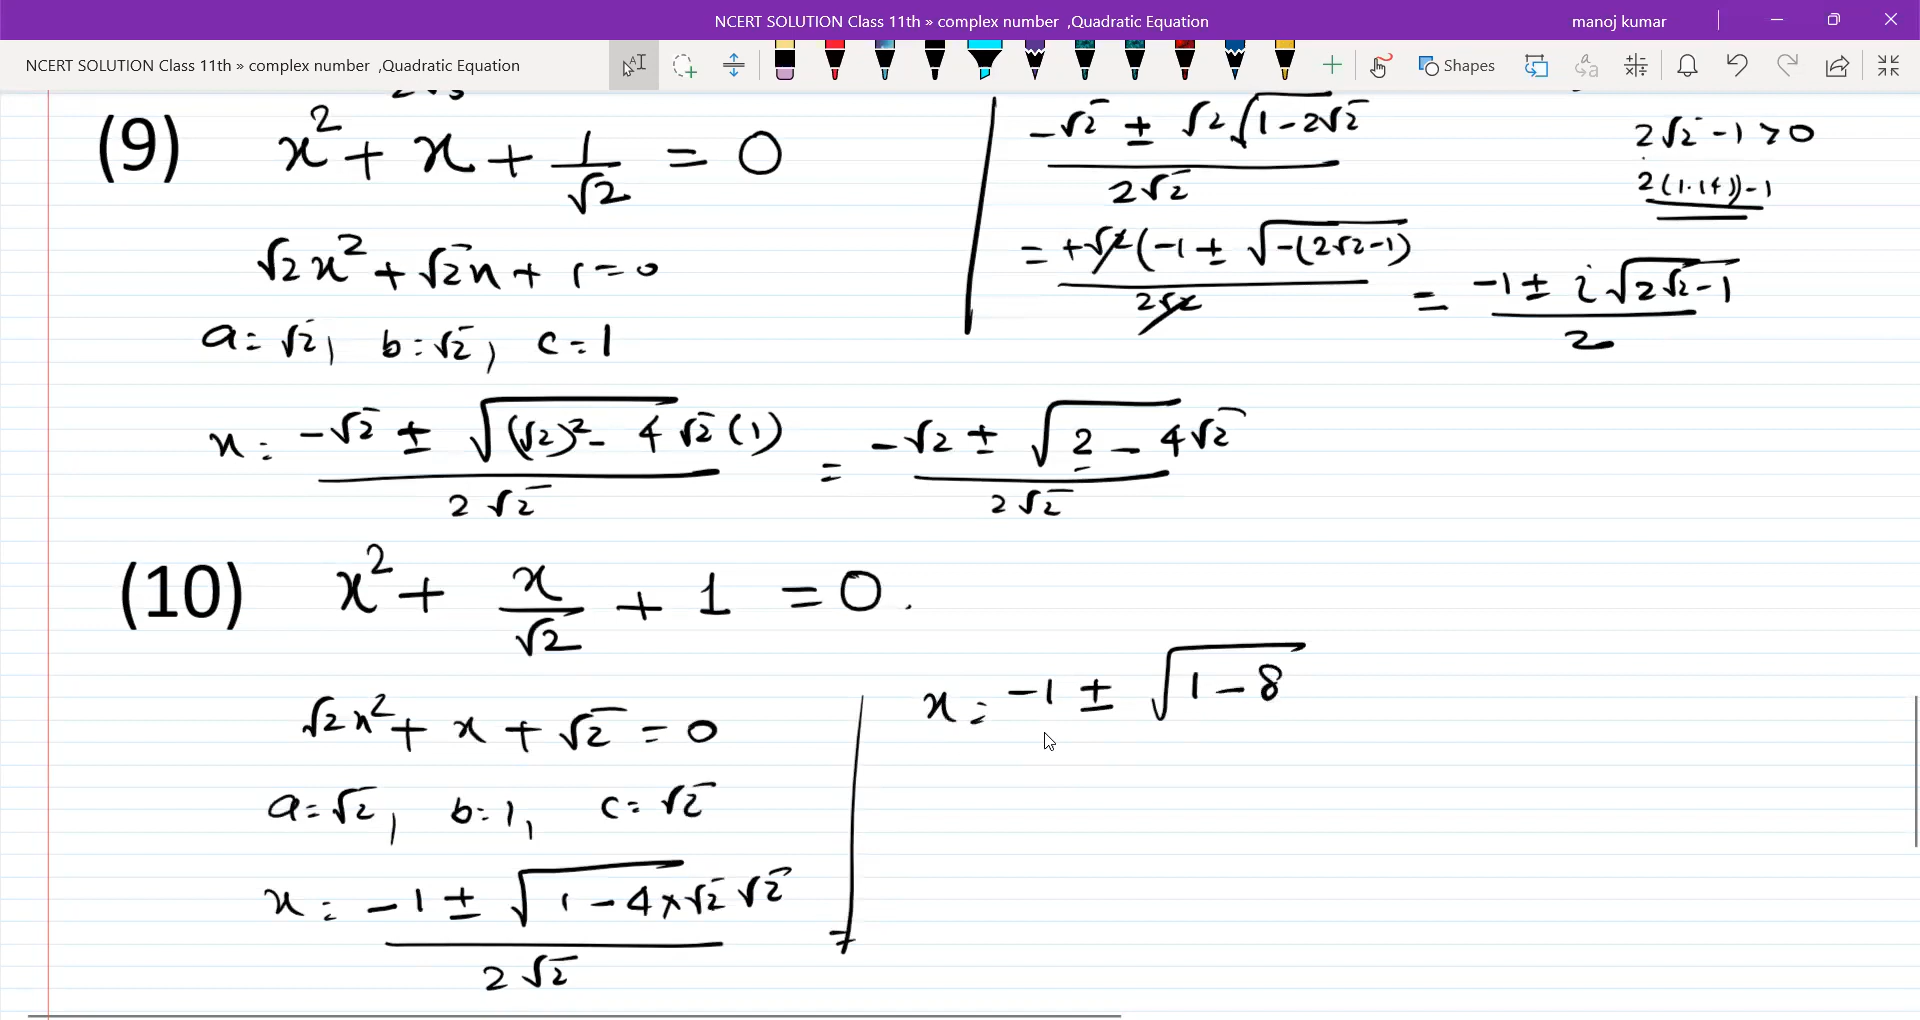 NCERT SOLUTION Class 11th » complex number ,Quadratic Equation
manoj kumar
NCERT SOLUTION Class 11th » complex number ,Quadratic Equation
Shapes
(9) x² + x + 1/√2 = 0
√2x² + √2x + 1 = 0
a = √2, b = √2, c = 1
x = (-√2 ± √((√2)² - 4√2(1)))/(2√2) = (-√2 ± √(2 - 4√2))/(2√2)
(-√2 ± √2√(1-2√2))/(2√2)
= +√2(-1 ± √(-(2√2-1)))/(2√2) = (-1 ± i√(2√2-1))/2
2√2 - 1 > 0
2(1.14)) - 1
(10) x² + x/√2 + 1 = 0.
√2x² + x + √2 = 0
a = √2, b = 1, c = √2
x = (-1 ± √(1 - 4×√2 √2))/(2√2) =
x = -1 ± √(1 - 8)